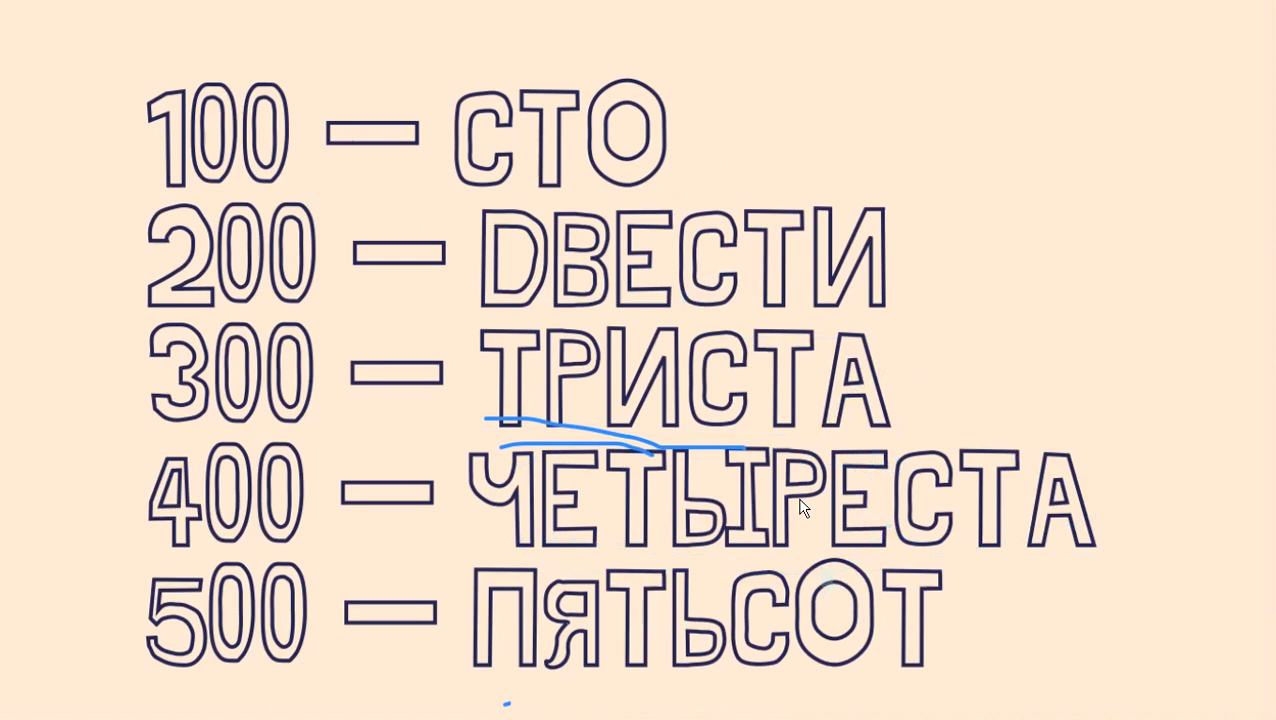 100 — СТО
200 — DВЕСТИ
300 — ТРИСТА
400 — ЧЕТЫРЕСТА
500 — ПЯТЬСОТ